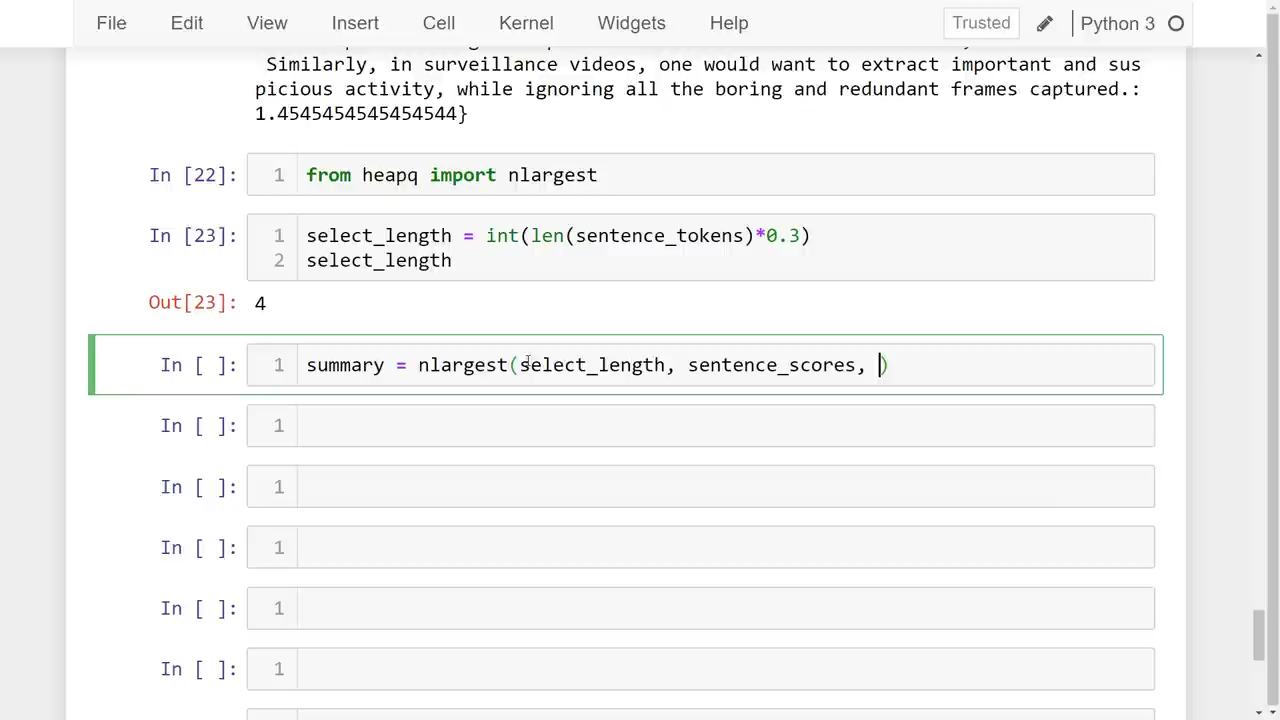 File Edit View Insert Cell Kernel Widgets Help Trusted Python 3
Similarly, in surveillance videos, one would want to extract important and sus
picious activity, while ignoring all the boring and redundant frames captured.:
1.4545454545454544}
In [22]: 1 from heapq import nlargest
In [23]: 1 select_length = int(len(sentence_tokens)*0.3)
2 select_length
Out[23]: 4
In [ ]: 1 summary = nlargest(select_length, sentence_scores, )
In [ ]: 1
In [ ]: 1
In [ ]: 1
In [ ]: 1
In [ ]: 1